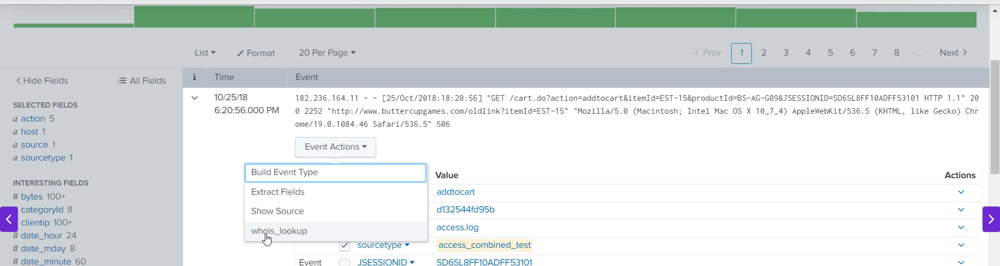 List
Format
20 Per Page
Prev
1
2
3
4
5
6
7
8
...
Next
Hide Fields
All Fields
i
Time
Event
SELECTED FIELDS
a action 5
a host 1
a source 1
a sourcetype 1
INTERESTING FIELDS
# bytes 100+
categoryId 8
clientip 100+
# date_hour 24
# date_mday 8
# date_minute 60
10/25/18
6:20:56.000 PM
182.236.164.11 - - [25/Oct/2018:18:20:56] "GET /cart.do?action=addtocart&itemId=EST-15&productId=BS-AG-G09&JSESSIONID=SD6SL8FF10ADFF53101 HTTP 1.1" 20
0 2252 "http://www.buttercupgames.com/oldlink?itemId=EST-15" "Mozilla/5.0 (Macintosh; Intel Mac OS X 10_7_4) AppleWebKit/536.5 (KHTML, like Gecko) Chr
ome/19.0.1084.46 Safari/536.5" 506
Event Actions
Build Event Type
Extract Fields
Show Source
whois_lookup
Value
Actions
addtocart
d132544fd95b
access.log
sourcetype
access_combined_test
Event
JSESSIONID
SD6SL8FF10ADFF53101